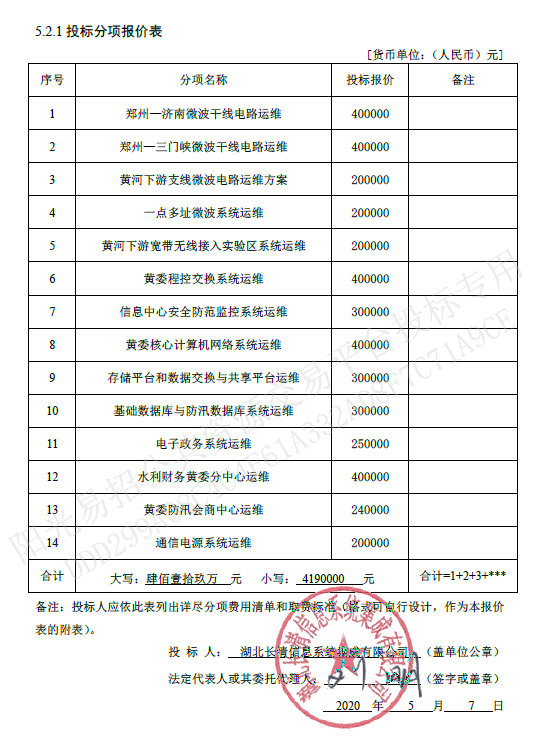 5.2.1 投标分项报价表
[货币单位：（人民币）元]
序号 分项名称 投标报价 备注
1 郑州—济南微波干线电路运维 400000
2 郑州—三门峡微波干线电路运维 400000
3 黄河下游支线微波电路运维方案 200000
4 一点多址微波系统运维 200000
5 黄河下游宽带无线接入实验区系统运维 200000
6 黄委程控交换系统运维 400000
7 信息中心安全防范监控系统运维 300000
8 黄委核心计算机网络系统运维 400000
9 存储平台和数据交换与共享平台运维 300000
10 基础数据库与防汛数据库系统运维 300000
11 电子政务系统运维 250000
12 水利财务黄委分中心运维 400000
13 黄委防汛会商中心运维 240000
14 通信电源系统运维 200000
合计 大写：肆佰壹拾玖万 元 小写：4190000 元 合计=1+2+3+***
备注：投标人应依此表列出详尽分项费用清单和取费标准（格式可自行设计，作为本报价
表的附表）。
投 标 人： 湖北长清信息系统集成有限公司 （盖单位公章）
法定代表人或其委托代理人： （签字或盖章）
2020 年 5 月 7 日
阳光易招公共资源交易平台投标专用